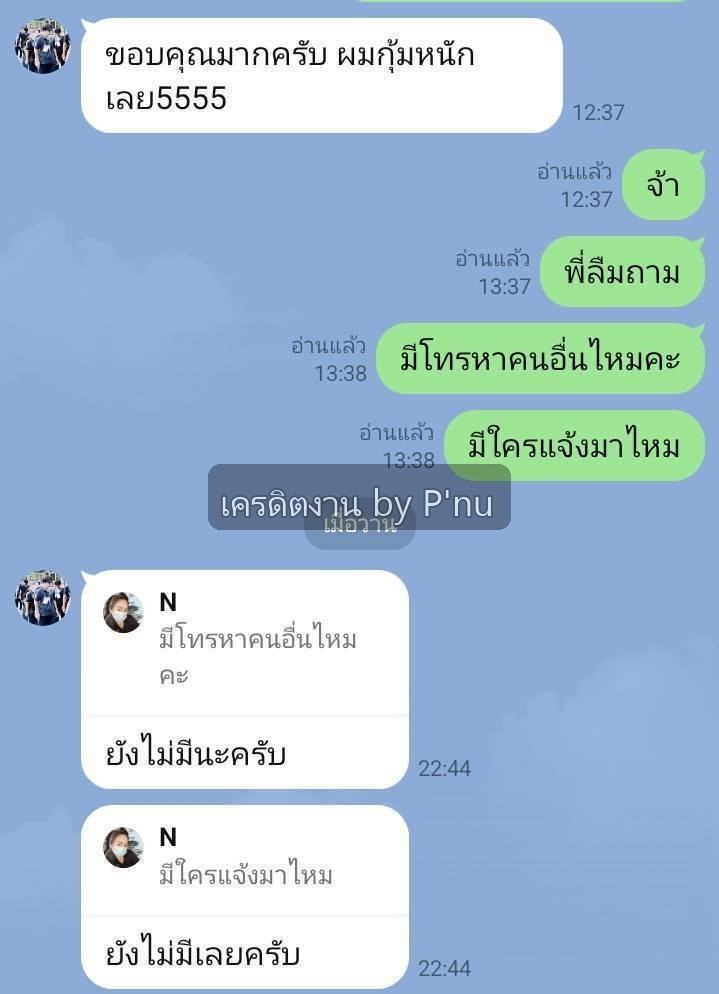 ขอบคุณมากครับ ผมกุ้มหนัก
เลย5555
12:37
อ่านแล้ว
12:37
จ้า
อ่านแล้ว
13:37
พี่ลืมถาม
อ่านแล้ว
13:38
มีโทรหาคนอื่นไหมคะ
อ่านแล้ว
13:38
มีใครแจ้งมาไหม
เครดิตงาน by P'nu
เมื่อวาน
N
มีโทรหาคนอื่นไหม
คะ
ยังไม่มีนะครับ
22:44
N
มีใครแจ้งมาไหม
ยังไม่มีเลยครับ
22:44